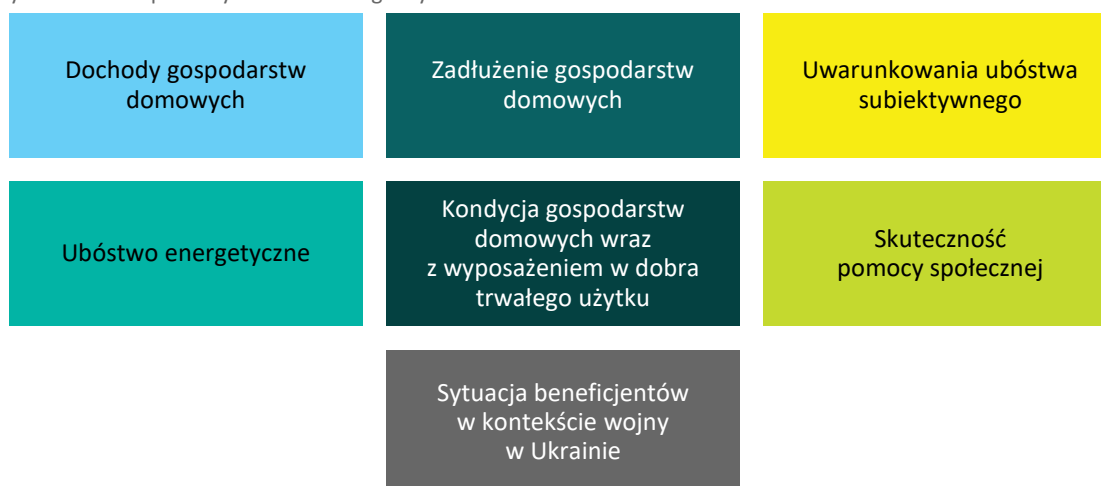 Dochody gospodarstw
domowych
Zadłużenie gospodarstw
domowych
Uwarunkowania ubóstwa
subiektywnego
Ubóstwo energetyczne
Kondycja gospodarstw
domowych wraz
z wyposażeniem w dobra
trwałego użytku
Skuteczność
pomocy społecznej
Sytuacja beneficjentów
w kontekście wojny
w Ukrainie